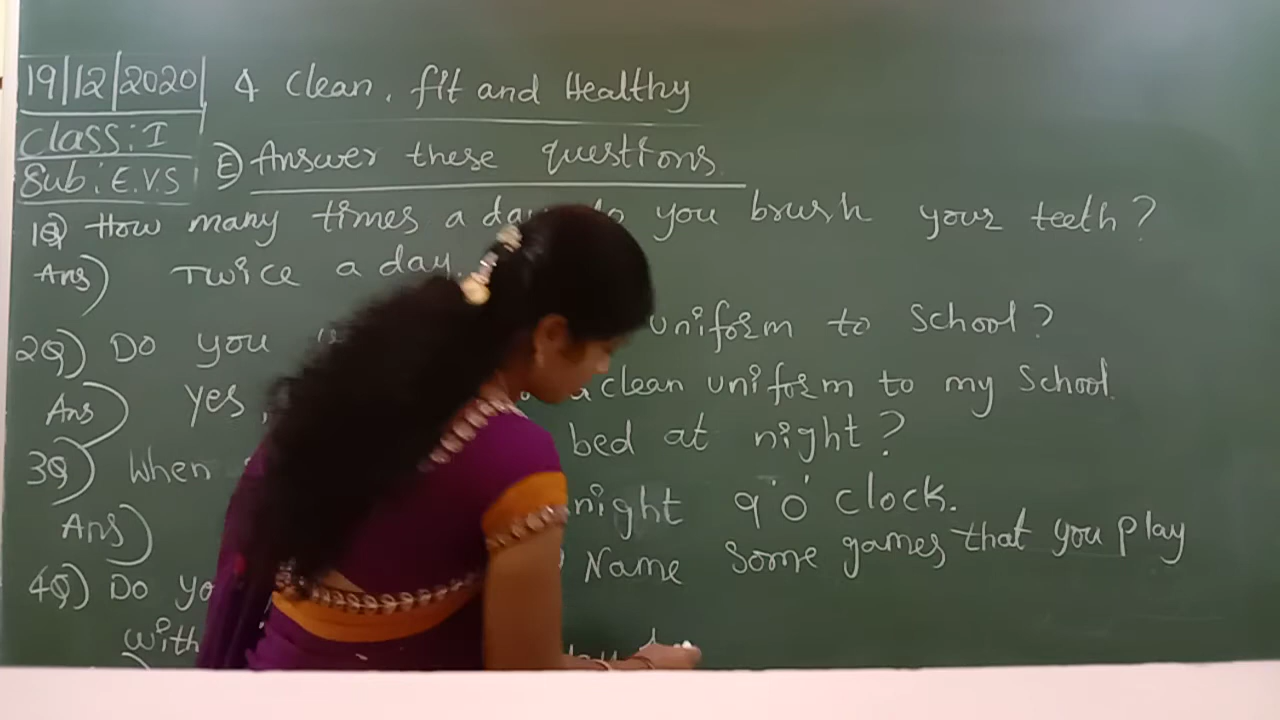 19/12/2020 4 Clean, fit and Healthy
Class: I
Sub: E.V.S E) Answer these questions.
1Q) How many times a day do you brush your teeth?
Ans) Twice a day.
2Q) Do you uniform to School?
Ans) Yes, a clean uniform to my School.
3Q) When bed at night?
Ans) night 9'o' clock.
4Q) Do Name Some games that you play
with